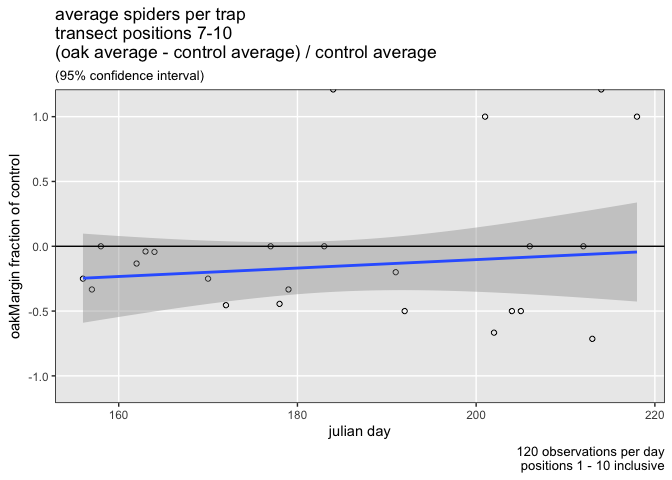 average spiders per trap
transect positions 7-10
(oak average - control average) / control average
(95% confidence interval)
oakMargin fraction of control
1.0
0.5
0.0
-0.5
-1.0
160
180
200
220
julian day
120 observations per day
positions 1 - 10 inclusive